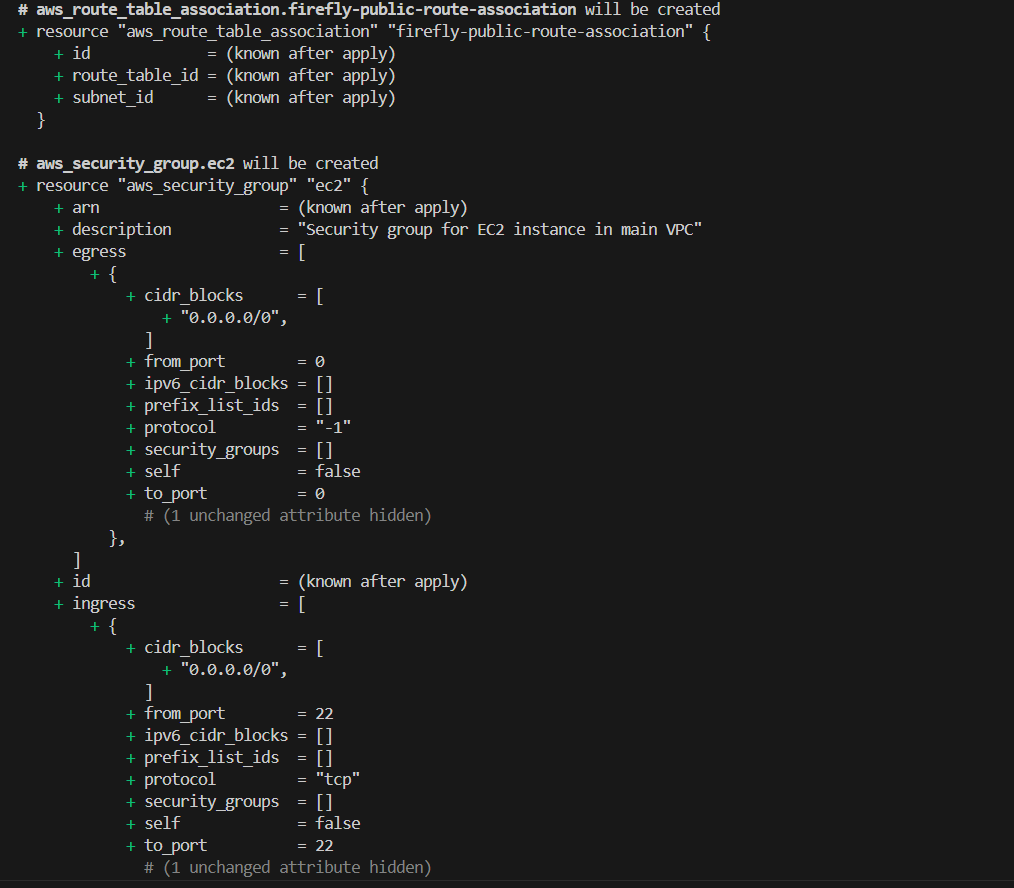 # aws_route_table_association.firefly-public-route-association will be created
+ resource "aws_route_table_association" "firefly-public-route-association" {
    + id             = (known after apply)
    + route_table_id = (known after apply)
    + subnet_id      = (known after apply)
  }

# aws_security_group.ec2 will be created
+ resource "aws_security_group" "ec2" {
    + arn                    = (known after apply)
    + description            = "Security group for EC2 instance in main VPC"
    + egress                 = [
        + {
            + cidr_blocks      = [
                + "0.0.0.0/0",
              ]
            + from_port        = 0
            + ipv6_cidr_blocks = []
            + prefix_list_ids  = []
            + protocol         = "-1"
            + security_groups  = []
            + self             = false
            + to_port          = 0
              # (1 unchanged attribute hidden)
          },
      ]
    + id                     = (known after apply)
    + ingress                = [
        + {
            + cidr_blocks      = [
                + "0.0.0.0/0",
              ]
            + from_port        = 22
            + ipv6_cidr_blocks = []
            + prefix_list_ids  = []
            + protocol         = "tcp"
            + security_groups  = []
            + self             = false
            + to_port          = 22
              # (1 unchanged attribute hidden)